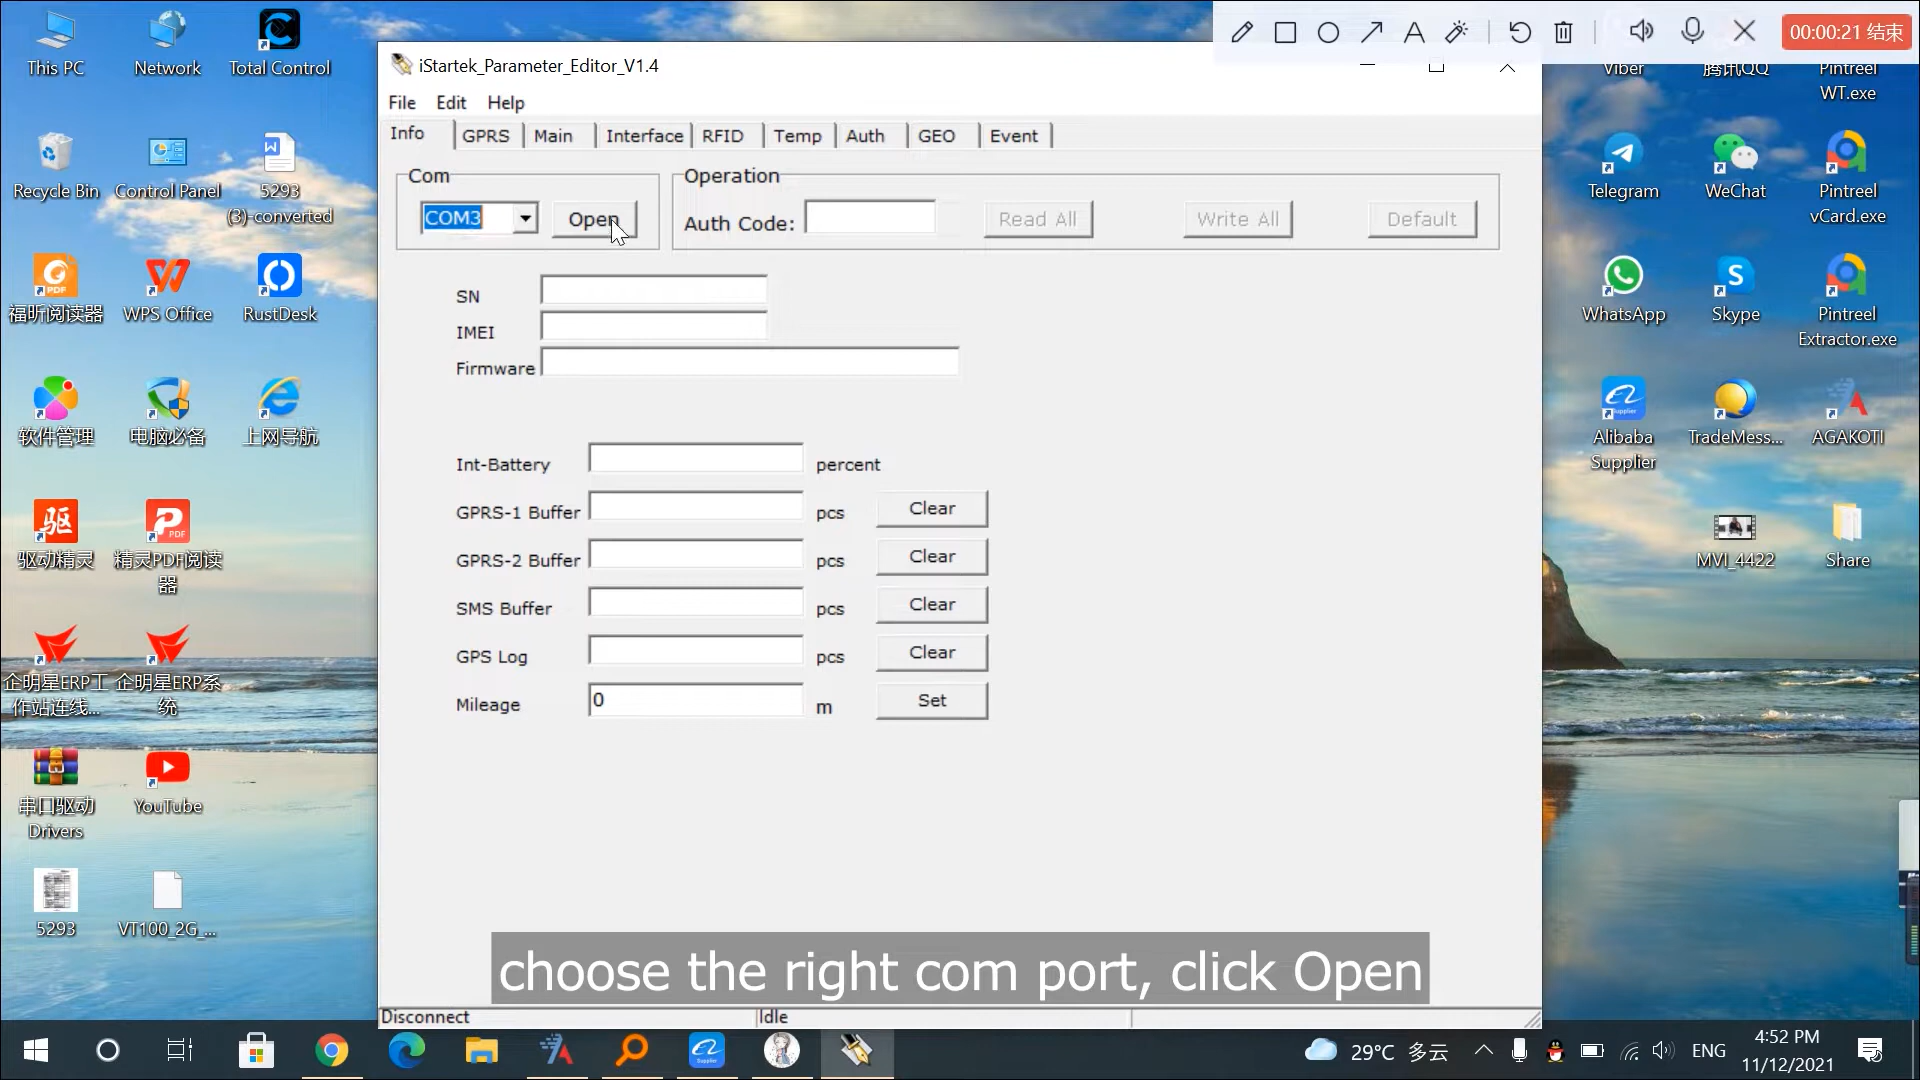 This PC
Network
Total Control
Recycle Bin
Control Panel
5293
(3)-converted
福昕阅读器
WPS Office
RustDesk
软件管理
电脑必备
上网导航
驱动精灵
精灵PDF阅读
器
企明星ERP工
作站连线...
企明星ERP系
统
串口驱动
Drivers
YouTube
5293
VT100_2G_...
iStartek_Parameter_Editor_V1.4
File Edit Help
Info GPRS Main Interface RFID Temp Auth GEO Event
Com
COM3
Open
Operation
Auth Code:
Read All
Write All
Default
SN
IMEI
Firmware
Int-Battery percent
GPRS-1 Buffer pcs Clear
GPRS-2 Buffer pcs Clear
SMS Buffer pcs Clear
GPS Log pcs Clear
Mileage 0 m Set
choose the right com port, click Open
Disconnect Idle
00:00:21 结束
Viber
腾讯QQ
Pintreel
WT.exe
Telegram
WeChat
Pintreel
vCard.exe
WhatsApp
Skype
Pintreel
Extractor.exe
Alibaba
Supplier
TradeMess...
AGAKOTI
MVI_4422
Share
29°C 多云
ENG
4:52 PM
11/12/2021